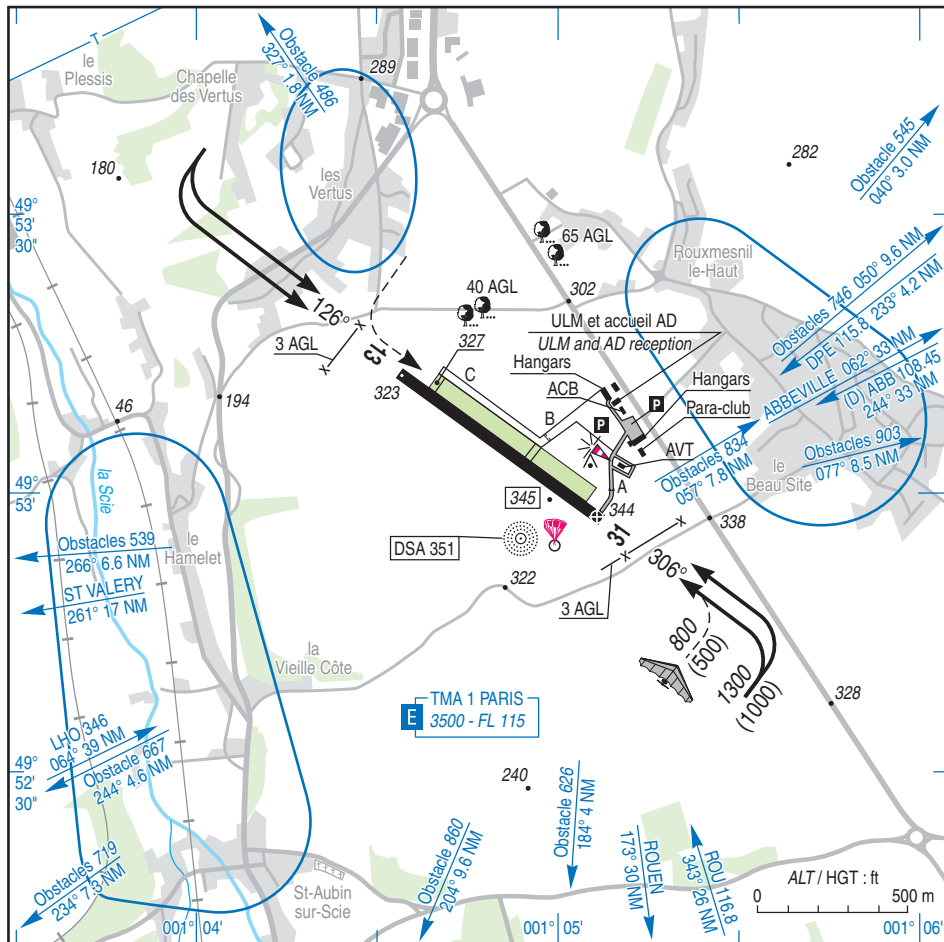 T
le
Plessis
Chapelle
des Vertus
Obstacle 486
327° 1.8 NM
289
282
Obstacle 545
040° 3.0 NM
180
les
Vertus
49°
53'
30"
65 AGL
Rouxmesnil
le-Haut
40 AGL
302
Obstacles 746 050° 9.6 NM
DPE 115.8 233° 4.2 NM
126°
3 AGL
13
327
ULM et accueil AD
ULM and AD reception
Hangars
ACB
P
Hangars
Para-club
ABBEVILLE 062° 33 NM
(D) ABB 108.45
244° 33 NM
323
C
B
P
AVT
Obstacles 834
057° 7.8 NM
Obstacles 903
077° 8.5 NM
le
Beau Site
194
46
la Scie
49°
53'
345
A
344
31
338
DSA 351
306°
Obstacles 539
266° 6.6 NM
le
Hamelet
ST VALERY
261° 17 NM
322
3 AGL
800
(500)
1300
(1000)
la
Vieille Côte
328
E
TMA 1 PARIS
3500 - FL 115
LHO 346
064° 39 NM
Obstacle 667
244° 4.6 NM
49°
52'
30"
240
Obstacle 626
184° 4 NM
Obstacles 719
234° 7.3 NM
St-Aubin
sur-Scie
Obstacle 860
204° 9.6 NM
ROUEN
173° 30 NM
ROU 116.8
343° 26 NM
ALT / HGT : ft
0
500 m
001° 04'
001° 05'
001° 06'